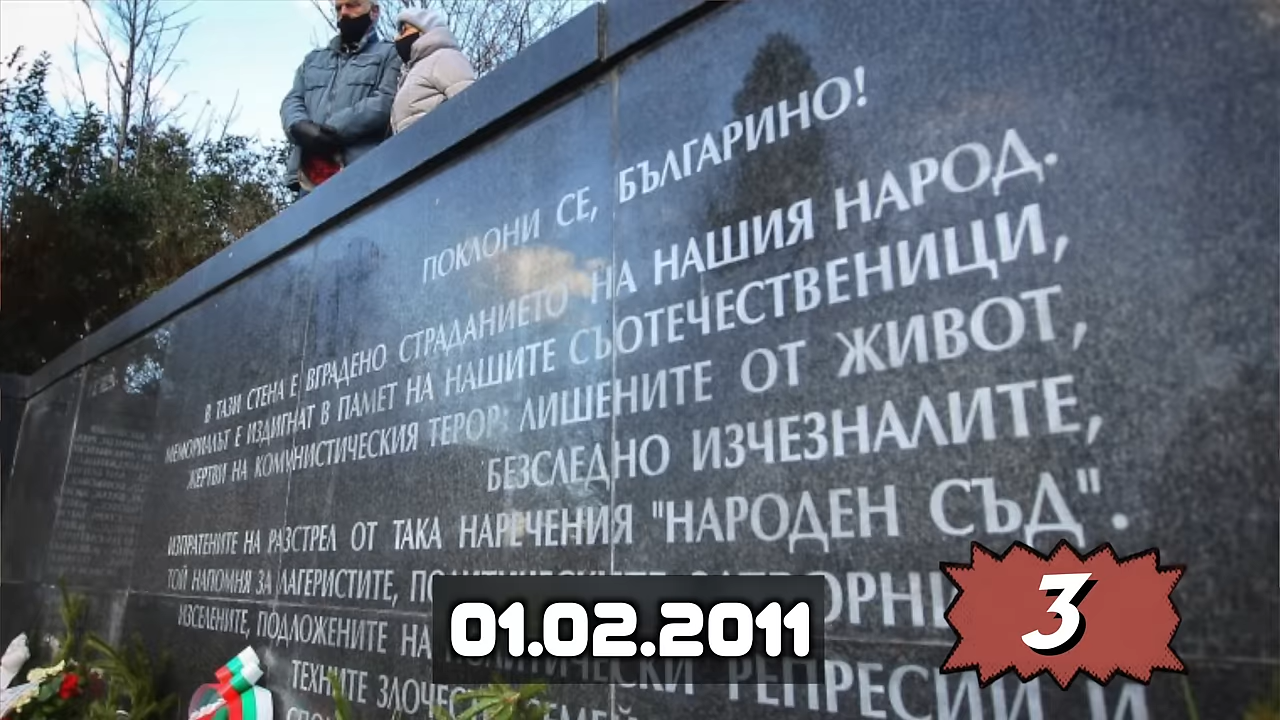 ПОКЛОНИ СЕ, БЪЛГАРИНО!
В ТАЗИ СТЕНА Е ВГРАДЕНО СТРАДАНИЕТО НА НАШИЯ НАРОД.
МЕМОРИАЛЪТ Е ИЗДИГНАТ В ПАМЕТ НА НАШИТЕ СЪОТЕЧЕСТВЕНИЦИ,
ЖЕРТВИ НА КОМУНИСТИЧЕСКИЯ ТЕРОР: ЛИШЕНИТЕ ОТ ЖИВОТ,
БЕЗСЛЕДНО ИЗЧЕЗНАЛИТЕ,
ИЗПРАТЕНИТЕ НА РАЗСТРЕЛ ОТ ТАКА НАРЕЧЕНИЯ "НАРОДЕН СЪД".
ТОЙ НАПОМНЯ ЗА ЛАГЕРИСТИТЕ,
ИЗСЕЛЕНИТЕ, ПОДЛОЖЕНИТЕ НА РЕПРЕСИИ И
ТЕХНИТЕ
01.02.2011
3